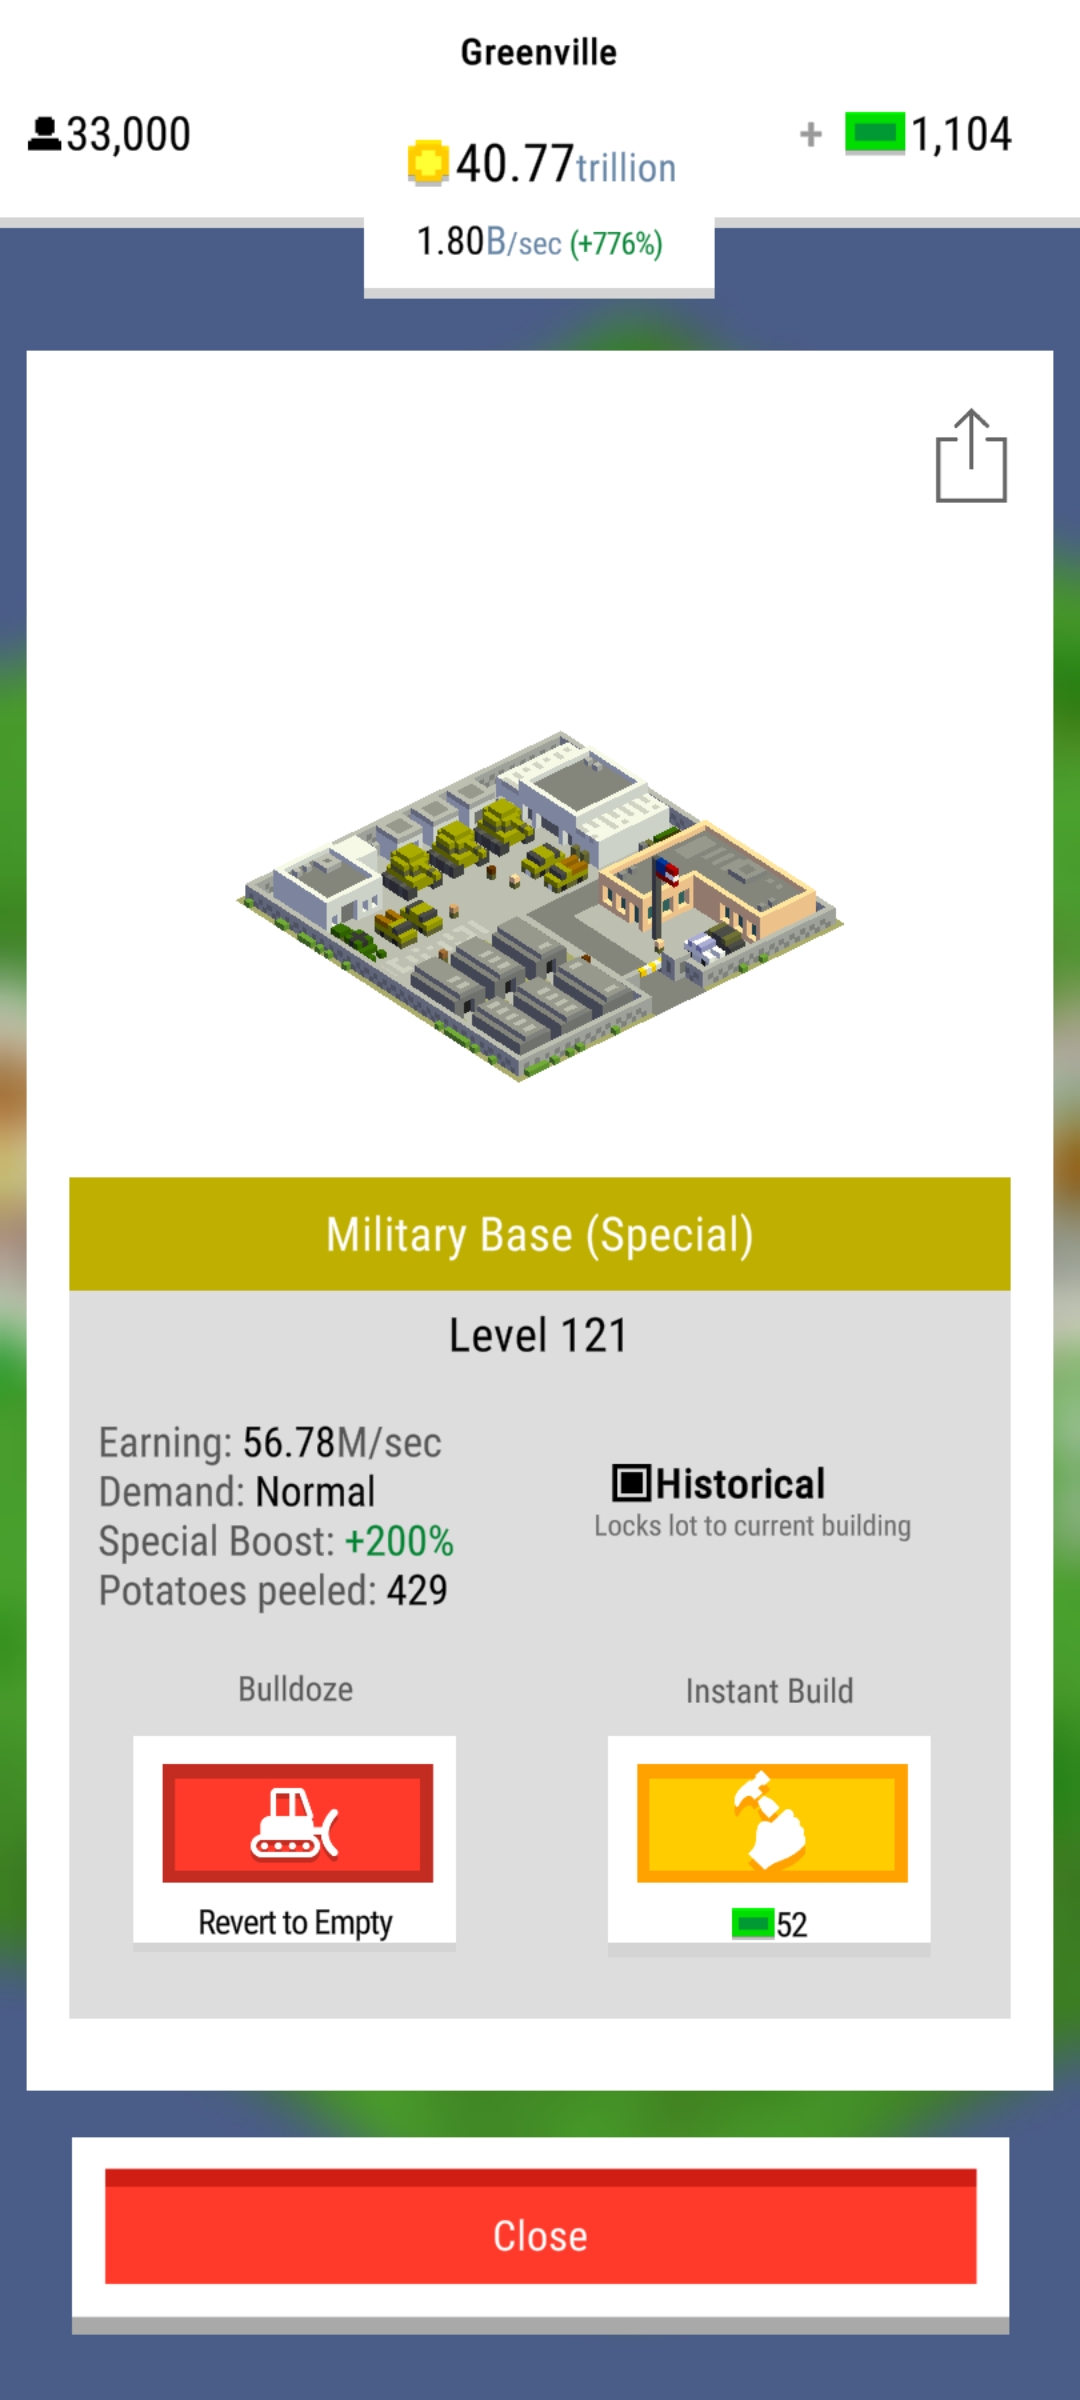 Greenville
33,000
40.77trillion
+ 1,104
1.80B/sec (+776%)
Military Base (Special)
Level 121
Earning: 56.78M/sec
Demand: Normal
Special Boost: +200%
Potatoes peeled: 429
Historical
Locks lot to current building
Bulldoze
Revert to Empty
Instant Build
52
Close